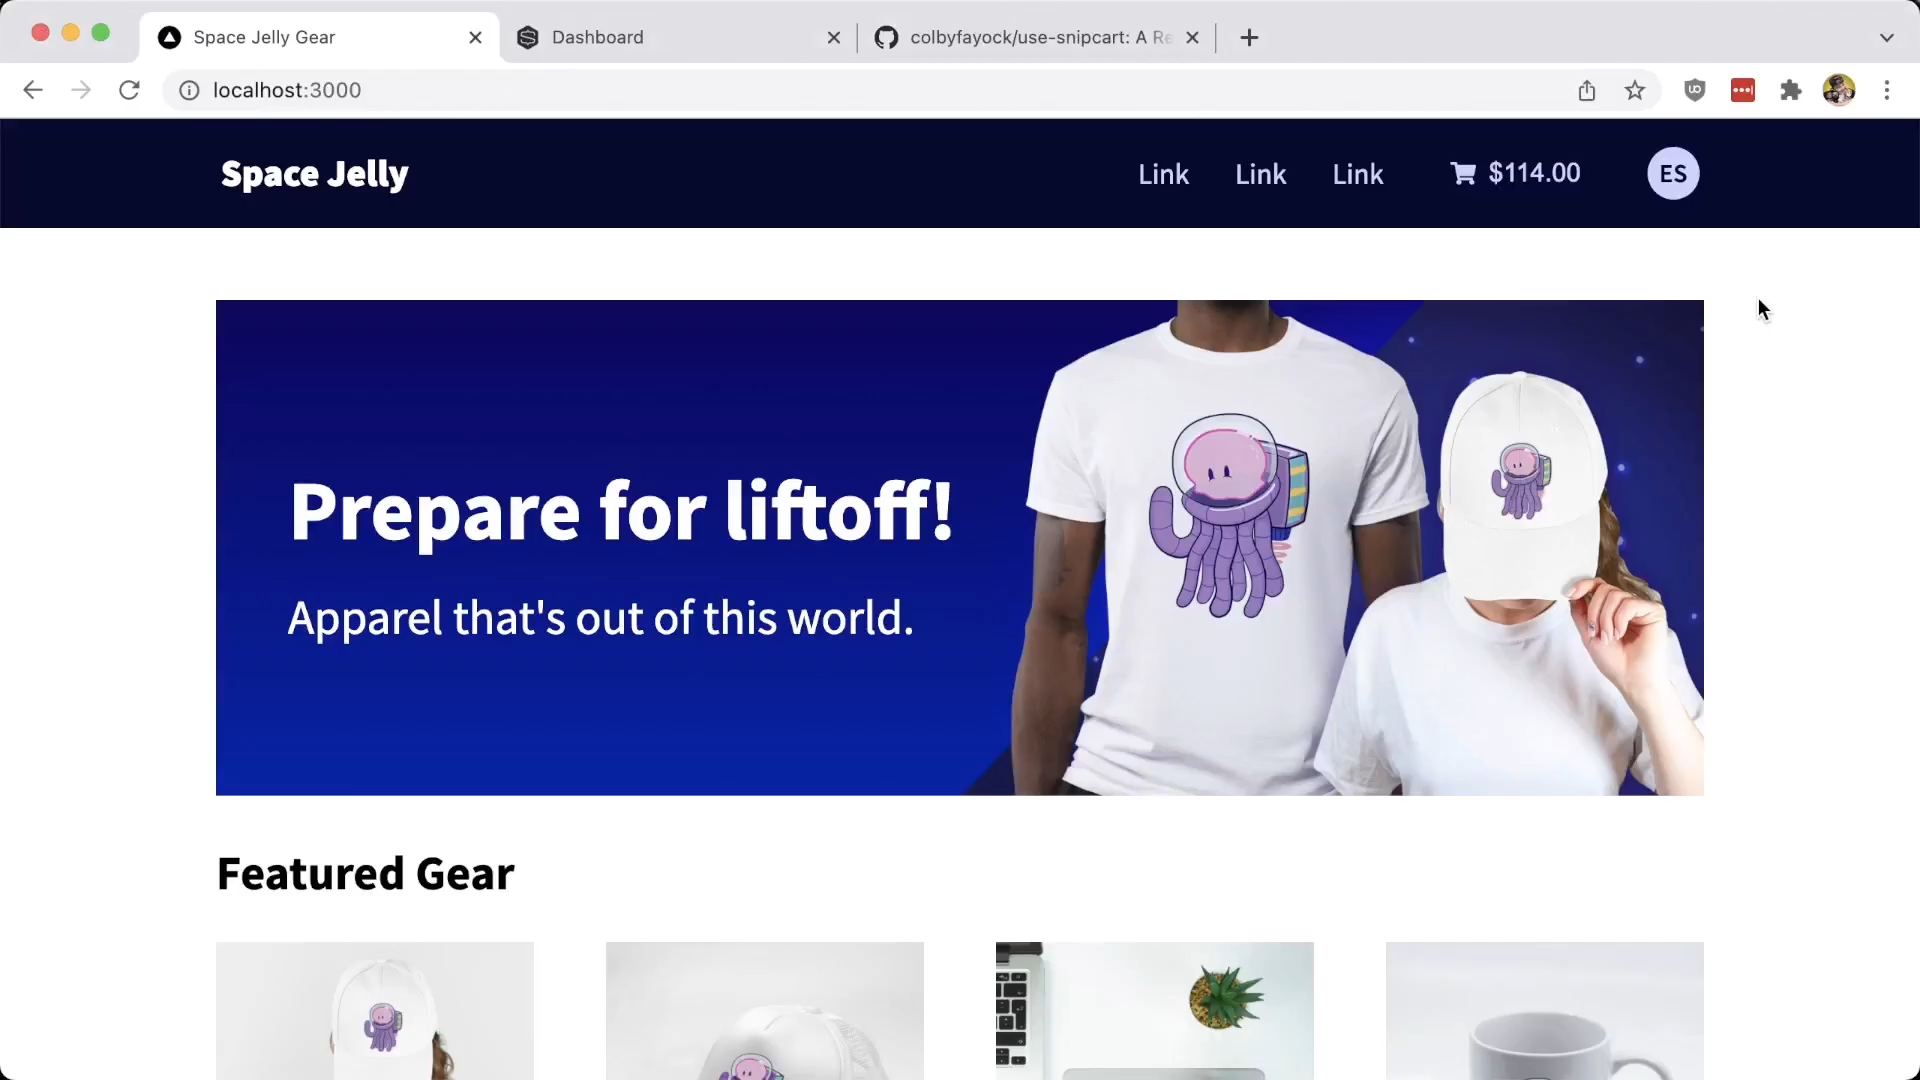 Space Jelly Gear
Dashboard
colbyfayock/use-snipcart: A Re
localhost:3000
Space Jelly
Link
Link
Link
$114.00
ES
Prepare for liftoff!
Apparel that's out of this world.
Featured Gear